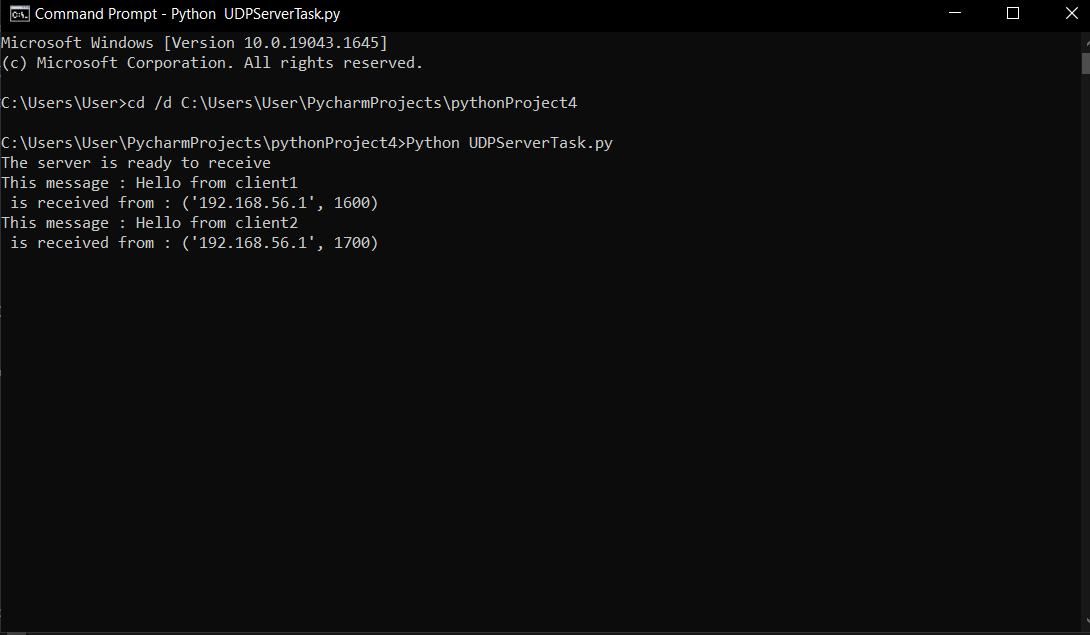 Command Prompt - Python  UDPServerTask.py
Microsoft Windows [Version 10.0.19043.1645]
(c) Microsoft Corporation. All rights reserved.
C:\Users\User>cd /d C:\Users\User\PycharmProjects\pythonProject4
C:\Users\User\PycharmProjects\pythonProject4>Python UDPServerTask.py
The server is ready to receive
This message : Hello from client1
 is received from : ('192.168.56.1', 1600)
This message : Hello from client2
 is received from : ('192.168.56.1', 1700)